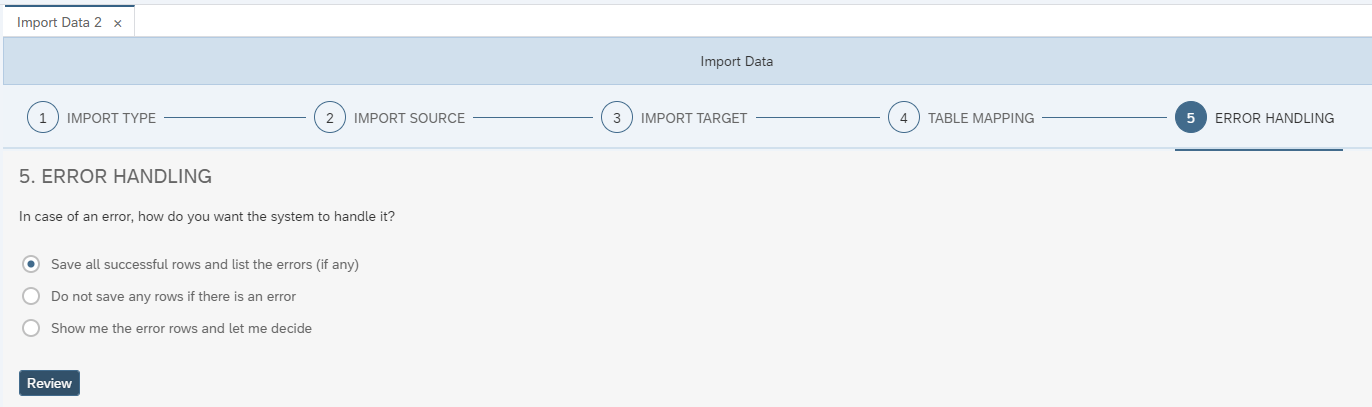 Import Data 2 ×
Import Data
1 IMPORT TYPE 2 IMPORT SOURCE 3 IMPORT TARGET 4 TABLE MAPPING 5 ERROR HANDLING
5. ERROR HANDLING
In case of an error, how do you want the system to handle it?
Save all successful rows and list the errors (if any)
Do not save any rows if there is an error
Show me the error rows and let me decide
Review